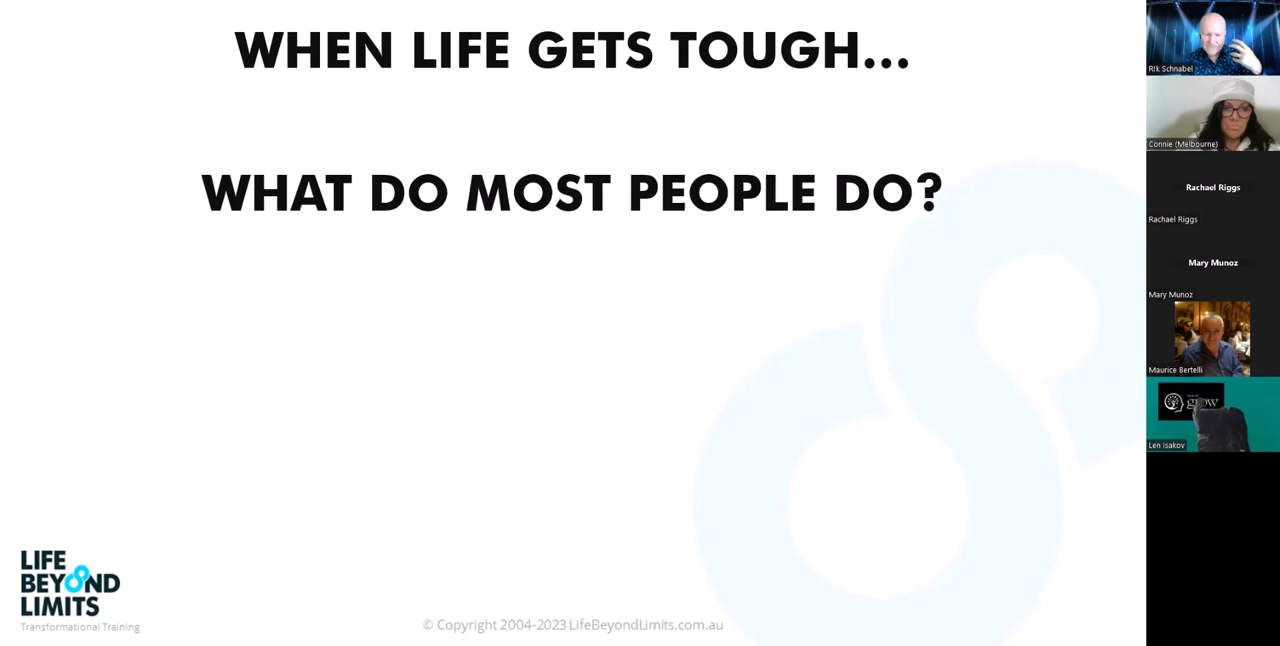 WHEN LIFE GETS TOUGH...
WHAT DO MOST PEOPLE DO?
LIFE
BEYOND
LIMITS
Transformational Training
© Copyright 2004-2023 LifeBeyondLimits.com.au
R!k Schnabel
Connie (Melbourne)
Rachael Riggs
Rachael Riggs
Mary Munoz
Mary Munoz
Maurice Bertelli
grow
Len Isakov